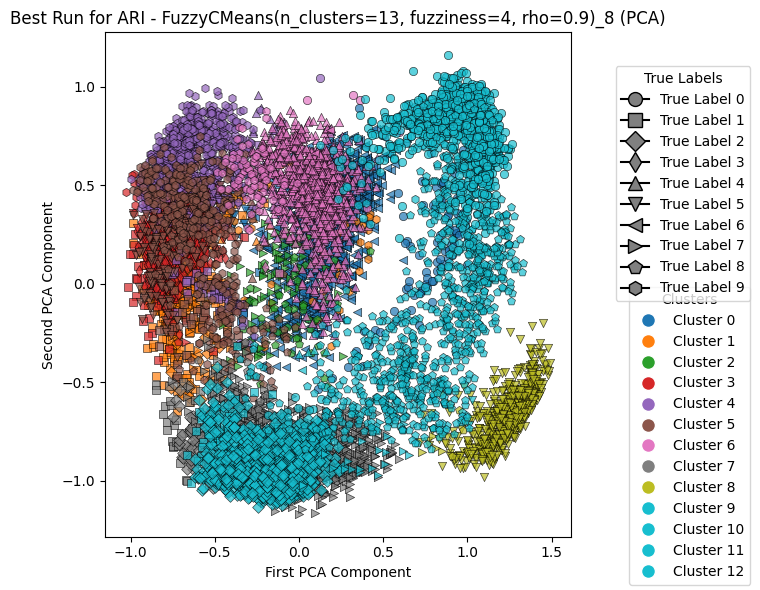 Best Run for ARI - FuzzyCMeans(n_clusters=13, fuzziness=4, rho=0.9)_8 (PCA)
True Labels
True Label 0
True Label 1
True Label 2
True Label 3
True Label 4
True Label 5
True Label 6
True Label 7
True Label 8
True Label 9
Clusters
Cluster 0
Cluster 1
Cluster 2
Cluster 3
Cluster 4
Cluster 5
Cluster 6
Cluster 7
Cluster 8
Cluster 9
Cluster 10
Cluster 11
Cluster 12
Second PCA Component
1.0
0.5
0.0
−0.5
−1.0
−1.0 −0.5 0.0 0.5 1.0 1.5
First PCA Component